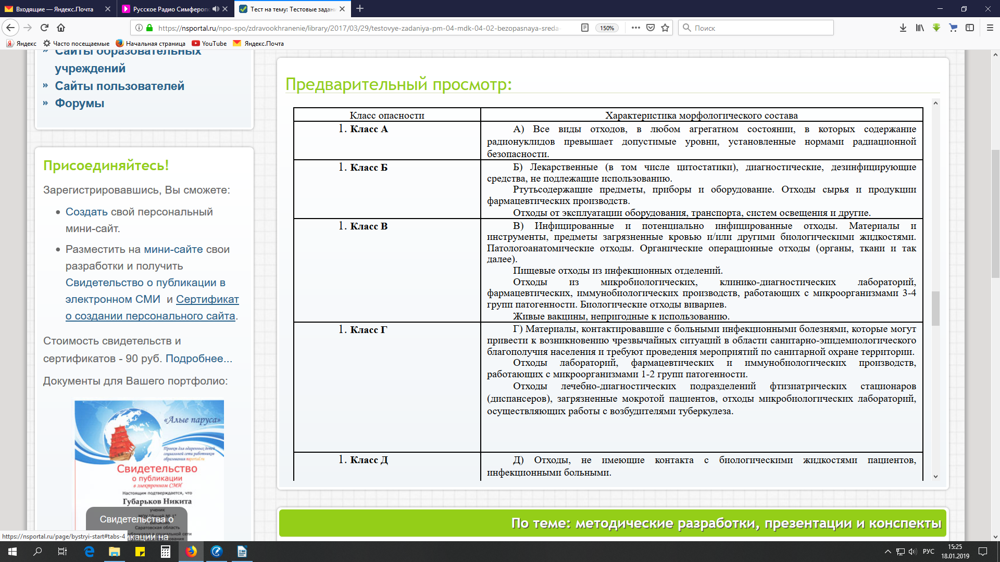 Входящие — Яндекс.Почта
Русское Радио Симфероп
Тест на тему: Тестовые задан
https://nsportal.ru/npo-spo/zdravookhranenie/library/2017/03/29/testovye-zadaniya-pm-04-mdk-04-02-bezopasnaya-sreda-
150%
Поиск
Яндекс
Часто посещаемые
Начальная страница
YouTube
Яндекс.Почта
Сайты образовательных
учреждений
Сайты пользователей
Форумы
Присоединяйтесь!
Зарегистрировавшись, Вы сможете:
Создать свой персональный
мини-сайт.
Разместить на мини-сайте свои
разработки и получить
Свидетельство о публикации в
электронном СМИ и Сертификат
о создании персонального сайта.
Стоимость свидетельств и
сертификатов - 90 руб. Подробнее...
Документы для Вашего портфолио:
«Алые паруса»
Проект для одаренных детей
социальной сети работников
образования nsportal.ru
Свидетельство
о публикации
в электронном СМИ
Настоящим подтверждается, что
Губарьков Никита
ученик
МОУ "Лицей № 1"
г. Балаково
Саратовская область
Свидетельства о
икации на
https://nsportal.ru/page/bystryi-start#tabs-4
Предварительный просмотр:
Класс опасности
Характеристика морфологического состава
1. Класс А
А) Все виды отходов, в любом агрегатном состоянии, в которых содержание
радионуклидов превышает допустимые уровни, установленные нормами радиационной
безопасности.
1. Класс Б
Б) Лекарственные (в том числе цитостатики), диагностические, дезинфицирующие
средства, не подлежащие использованию.
Ртутьсодержащие предметы, приборы и оборудование. Отходы сырья и продукции
фармацевтических производств.
Отходы от эксплуатации оборудования, транспорта, систем освещения и другие.
1. Класс В
В) Инфицированные и потенциально инфицированные отходы. Материалы и
инструменты, предметы загрязненные кровью и/или другими биологическими жидкостями.
Патологоанатомические отходы. Органические операционные отходы (органы, ткани и так
далее).
Пищевые отходы из инфекционных отделений.
Отходы из микробиологических, клинико-диагностических лабораторий,
фармацевтических, иммунобиологических производств, работающих с микроорганизмами 3-4
групп патогенности. Биологические отходы вивариев.
Живые вакцины, непригодные к использованию.
1. Класс Г
Г) Материалы, контактировавшие с больными инфекционными болезнями, которые могут
привести к возникновению чрезвычайных ситуаций в области санитарно-эпидемиологического
благополучия населения и требуют проведения мероприятий по санитарной охране территории.
Отходы лабораторий, фармацевтических и иммунобиологических производств,
работающих с микроорганизмами 1-2 групп патогенности.
Отходы лечебно-диагностических подразделений фтизиатрических стационаров
(диспансеров), загрязненные мокротой пациентов, отходы микробиологических лабораторий,
осуществляющих работы с возбудителями туберкулеза.
1. Класс Д
Д) Отходы, не имеющие контакта с биологическими жидкостями пациентов,
инфекционными больными.
По теме: методические разработки, презентации и конспекты
РУС
15:25
18.01.2019